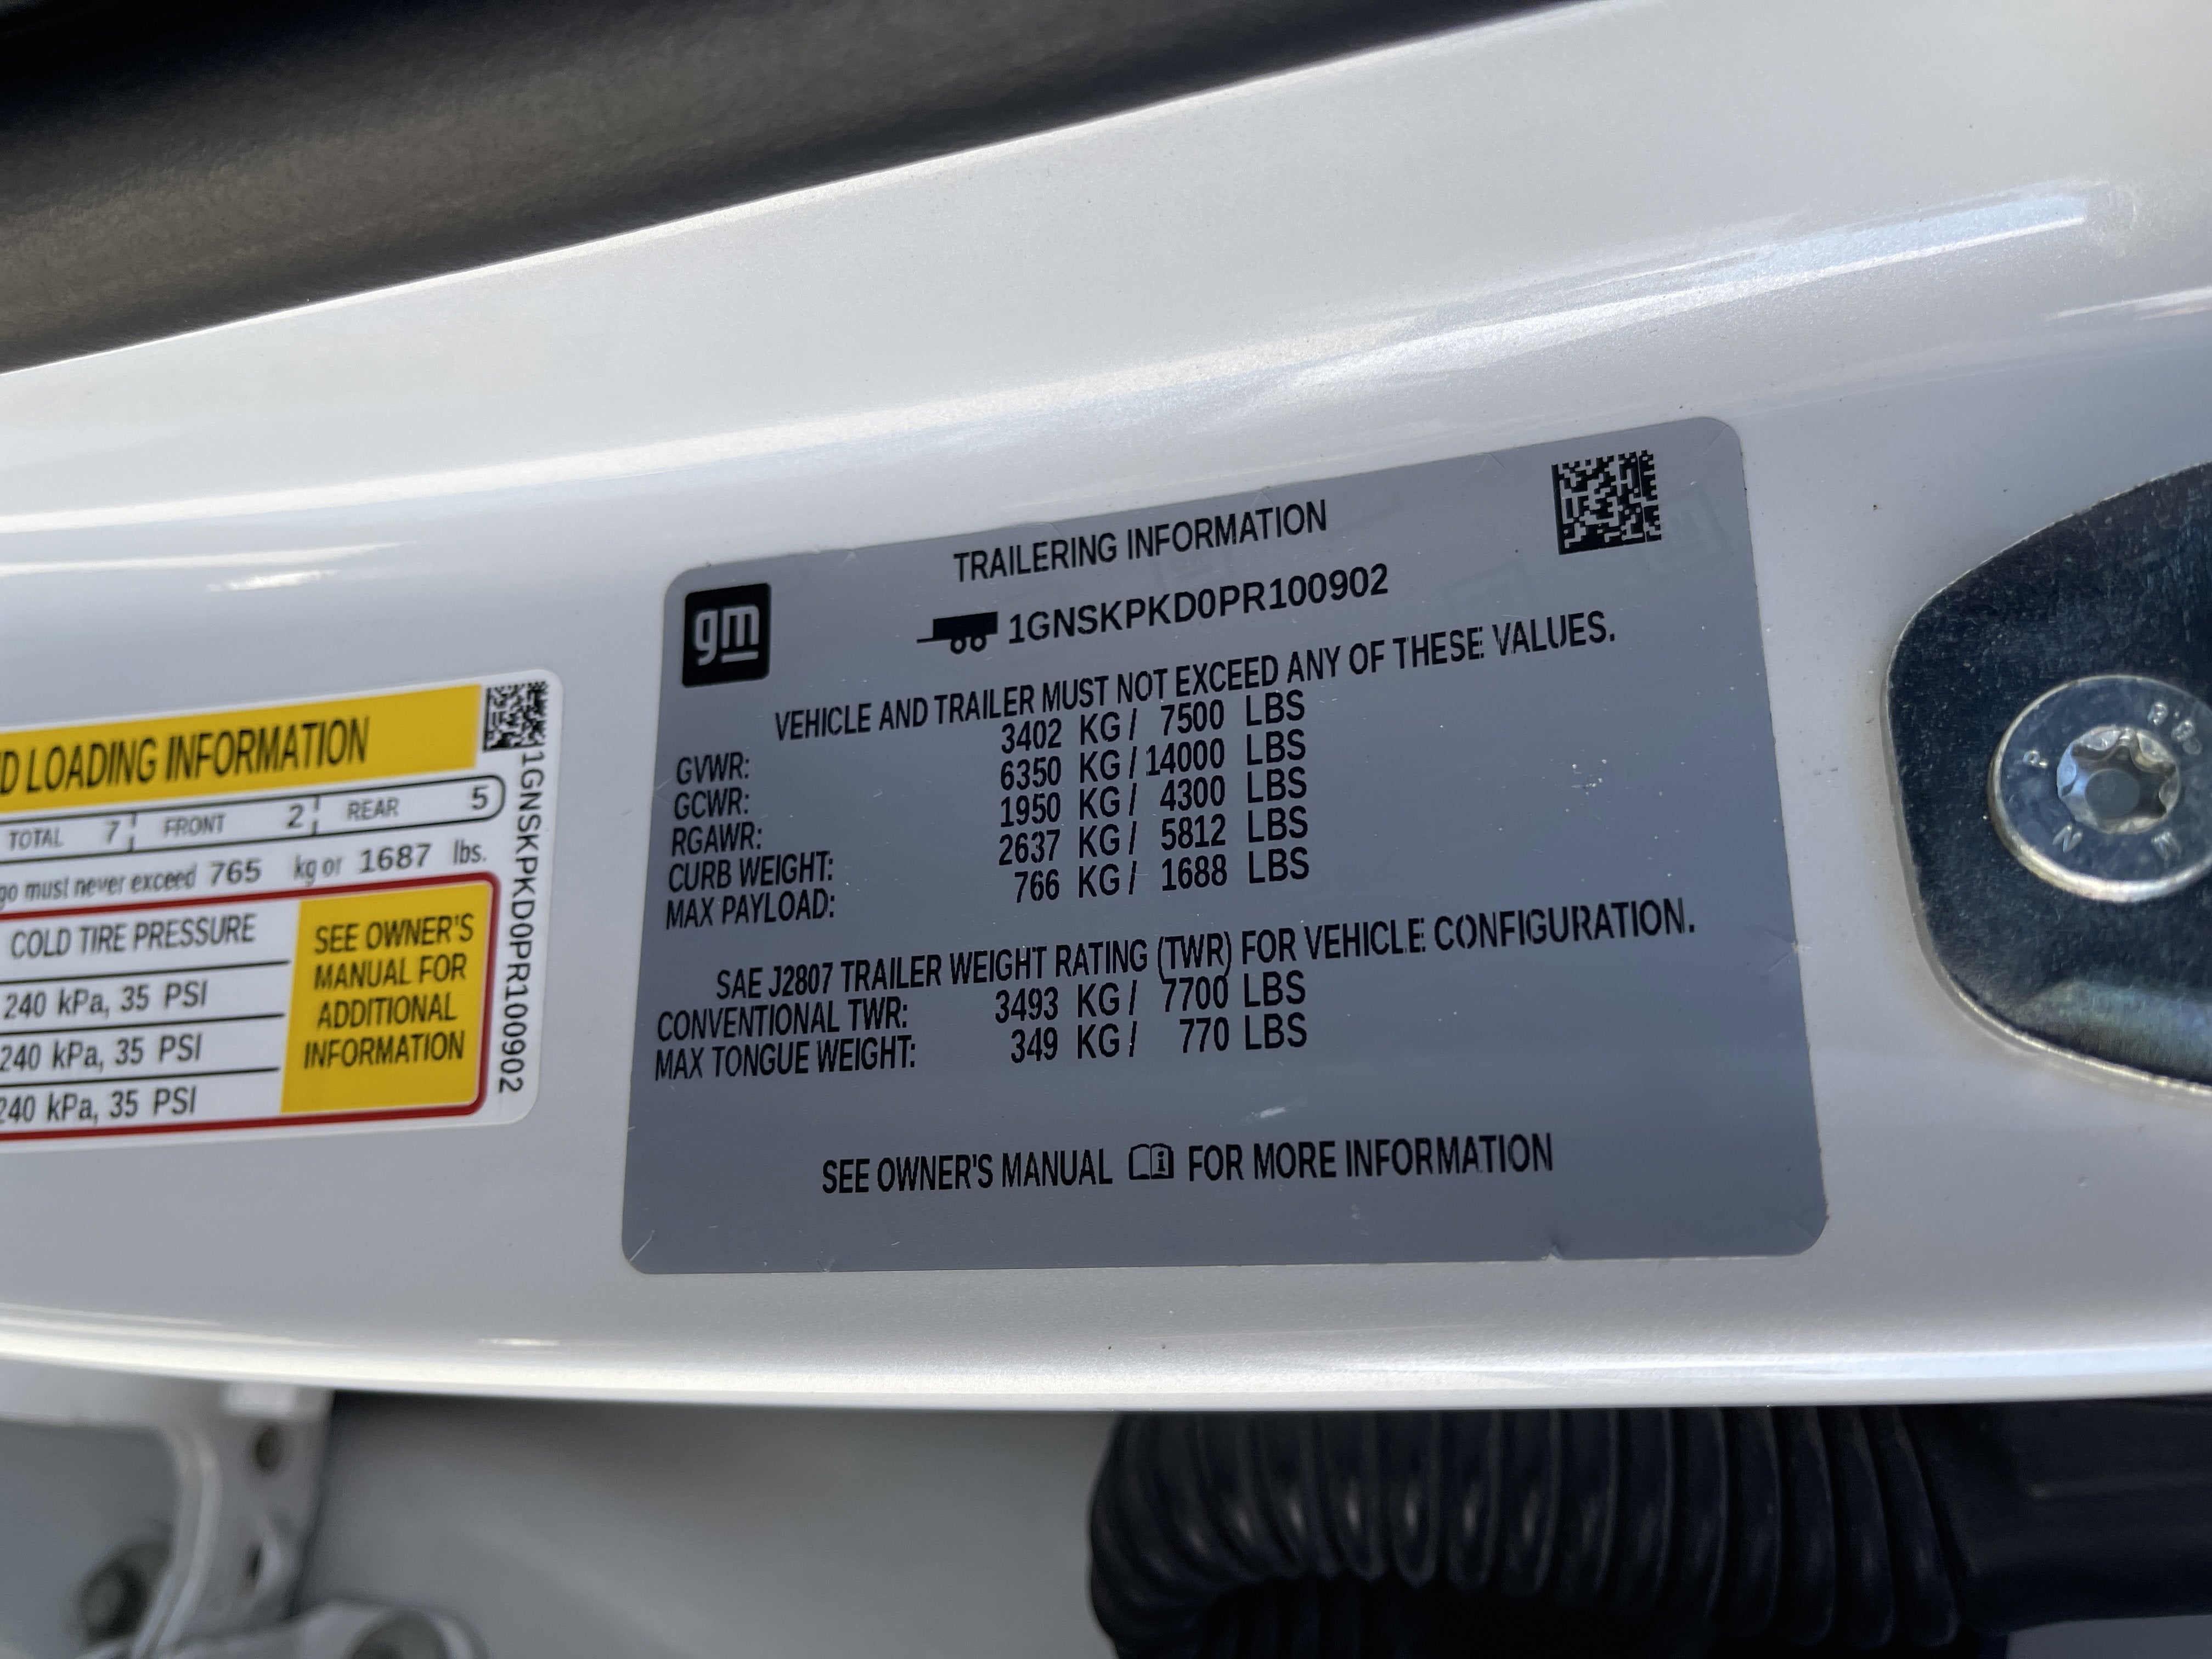 LOADING INFORMATION
TOTAL 7 FRONT 2 REAR 5
must never exceed 765 kg or 1687 lbs.
COLD TIRE PRESSURE
240 kPa, 35 PSI
240 kPa, 35 PSI
240 kPa, 35 PSI
SEE OWNER'S
MANUAL FOR
ADDITIONAL
INFORMATION
1GNSKPKD0PR100902
gm
TRAILERING INFORMATION
1GNSKPKD0PR100902
VEHICLE AND TRAILER MUST NOT EXCEED ANY OF THESE VALUES.
GVWR: 3402 KG / 7500 LBS
GCWR: 6350 KG / 14000 LBS
RGAWR: 1950 KG / 4300 LBS
CURB WEIGHT: 2637 KG / 5812 LBS
MAX PAYLOAD: 766 KG / 1688 LBS
SAE J2807 TRAILER WEIGHT RATING (TWR) FOR VEHICLE CONFIGURATION.
CONVENTIONAL TWR: 3493 KG / 7700 LBS
MAX TONGUE WEIGHT: 349 KG / 770 LBS
SEE OWNER'S MANUAL FOR MORE INFORMATION